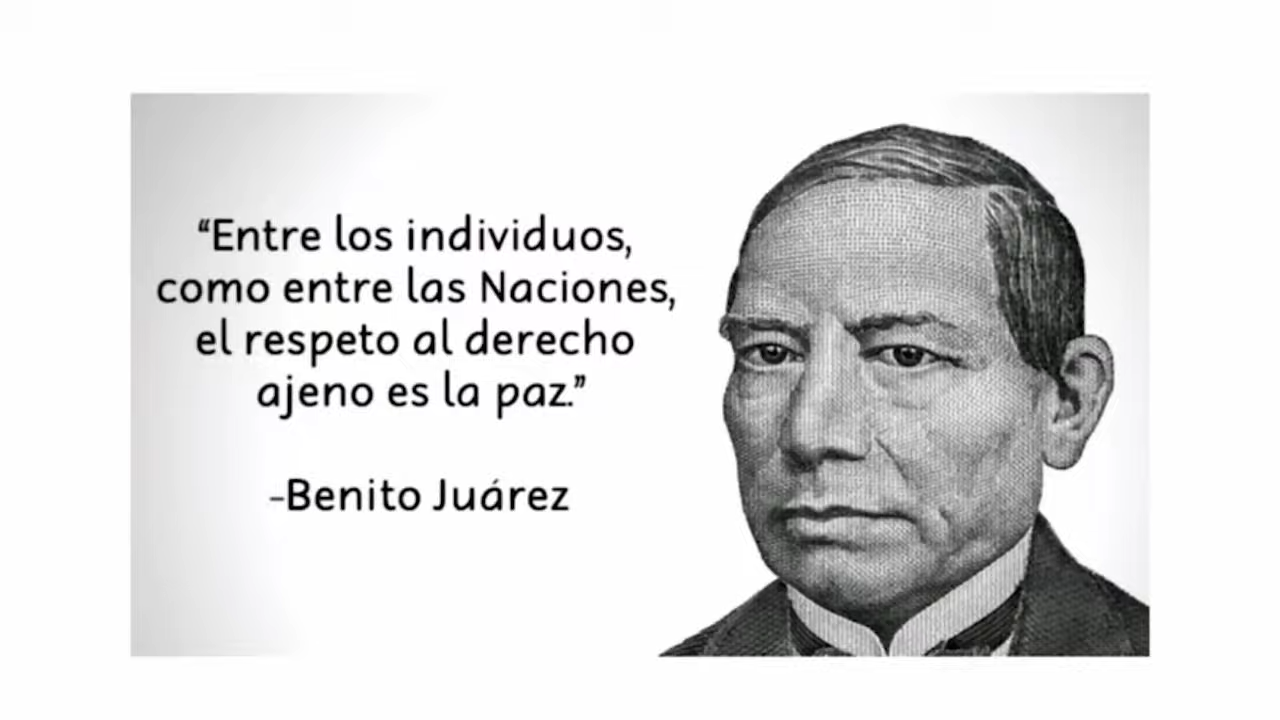 “Entre los individuos,
como entre las Naciones,
el respeto al derecho
ajeno es la paz.”
-Benito Juárez